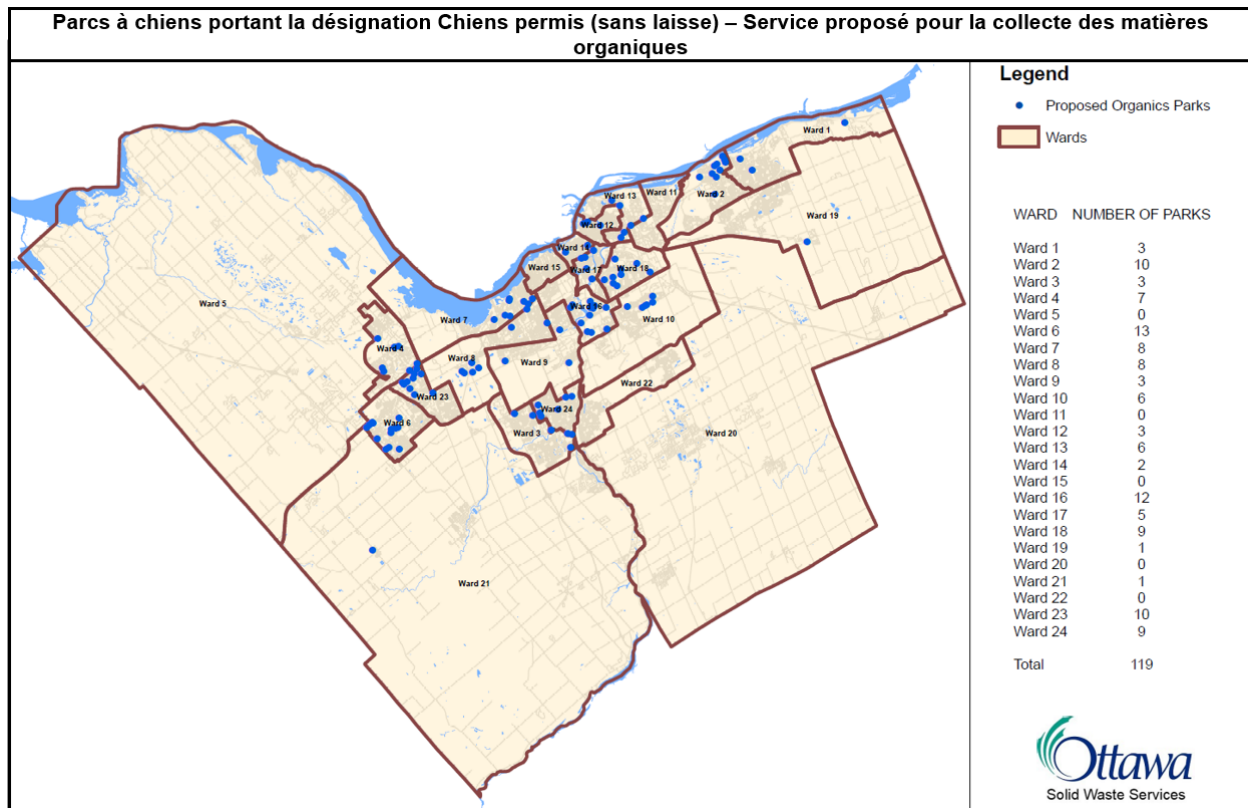 Parcs à chiens portant la désignation Chiens permis (sans laisse) – Service proposé pour la collecte des matières
organiques
Legend
Proposed Organics Parks
Wards
WARD NUMBER OF PARKS
Ward 1 3
Ward 2 10
Ward 3 3
Ward 4 7
Ward 5 0
Ward 6 13
Ward 7 8
Ward 8 8
Ward 9 3
Ward 10 6
Ward 11 0
Ward 12 3
Ward 13 6
Ward 14 2
Ward 15 0
Ward 16 12
Ward 17 5
Ward 18 9
Ward 19 1
Ward 20 0
Ward 21 1
Ward 22 0
Ward 23 10
Ward 24 9
Total 119
Ottawa
Solid Waste Services
Ward 1
Ward 2
Ward 11
Ward 13
Ward 12
Ward 19
Ward 14
Ward 15
Ward 17
Ward 18
Ward 5
Ward 7
Ward 16
Ward 10
Ward 4
Ward 8
Ward 9
Ward 22
Ward 23
Ward 24
Ward 6
Ward 3
Ward 20
Ward 21